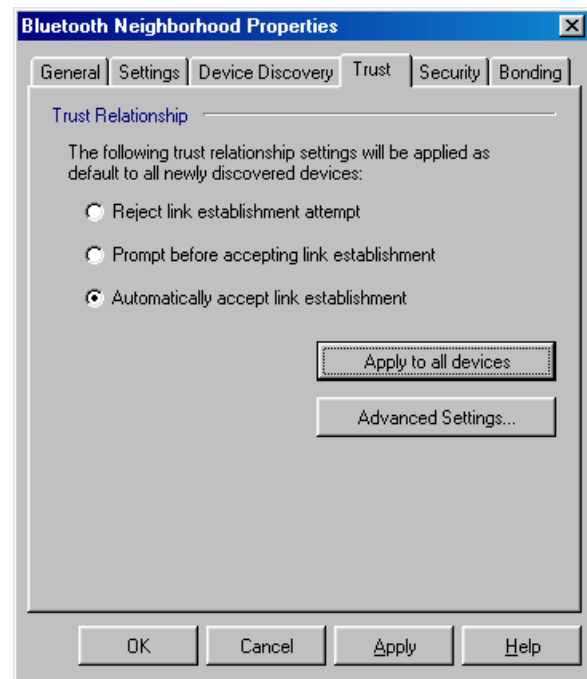 Bluetooth Neighborhood Properties
General Settings Device Discovery Trust Security Bonding
Trust Relationship
The following trust relationship settings will be applied as
default to all newly discovered devices:
Reject link establishment attempt
Prompt before accepting link establishment
Automatically accept link establishment
Apply to all devices
Advanced Settings...
OK Cancel Apply Help